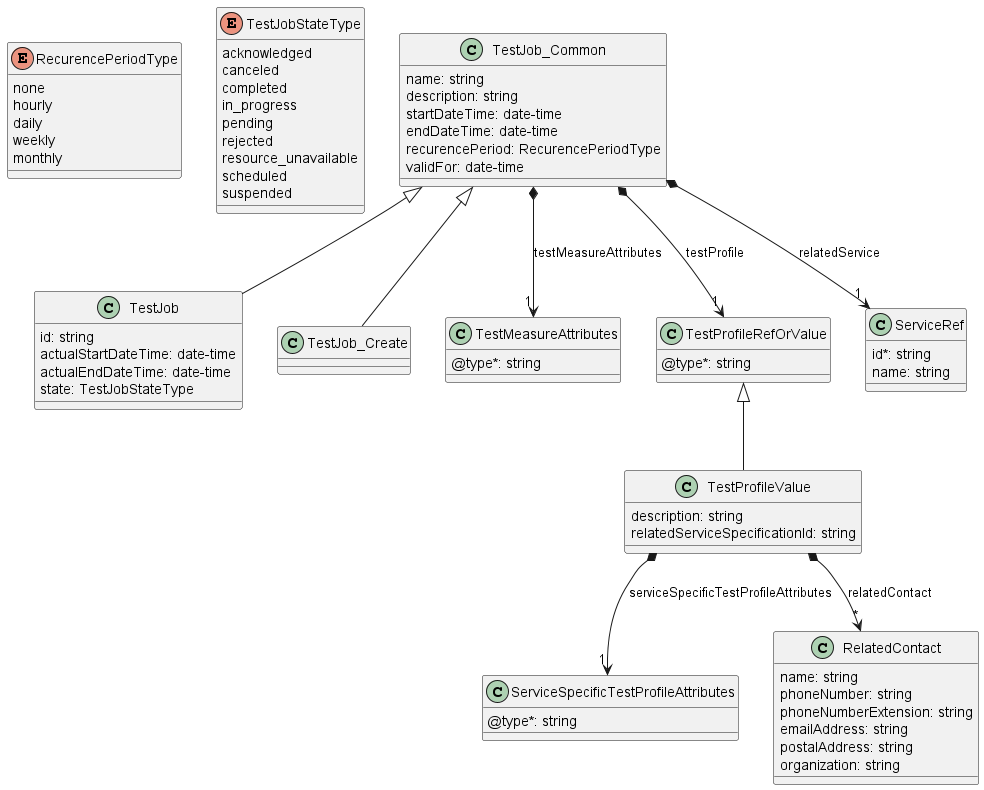 E RecurencePeriodType
none
hourly
daily
weekly
monthly
E TestJobStateType
acknowledged
canceled
completed
in_progress
pending
rejected
resource_unavailable
scheduled
suspended
C TestJob_Common
name: string
description: string
startDateTime: date-time
endDateTime: date-time
recurencePeriod: RecurencePeriodType
validFor: date-time
testMeasureAttributes
testProfile
relatedService
1
1
1
C TestJob
id: string
actualStartDateTime: date-time
actualEndDateTime: date-time
state: TestJobStateType
C TestJob_Create
C TestMeasureAttributes
@type*: string
C TestProfileRefOrValue
@type*: string
C ServiceRef
id*: string
name: string
C TestProfileValue
description: string
relatedServiceSpecificationId: string
serviceSpecificTestProfileAttributes
relatedContact
1
*
C ServiceSpecificTestProfileAttributes
@type*: string
C RelatedContact
name: string
phoneNumber: string
phoneNumberExtension: string
emailAddress: string
postalAddress: string
organization: string